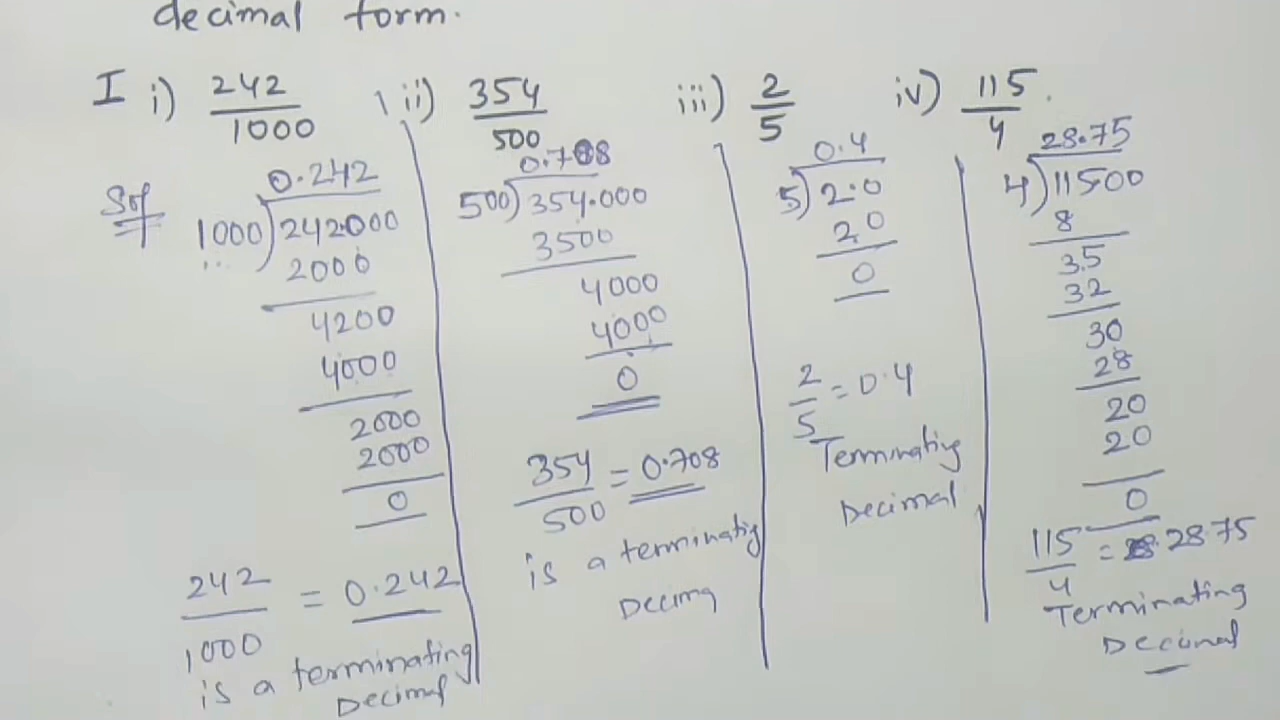 decimal form.
I i) 242/1000
ii) 354/500
iii) 2/5
iv) 115/4
Sol
0.242
1000)242.000
2000
4200
4000
2000
2000
0
242/1000 = 0.242
is a terminating
Decimal
0.708
500)354.000
3500
4000
4000
0
354/500 = 0.708
is a terminatig
Decima
0.4
5)2.0
2.0
0
2/5 = 0.4
Terminating
Decimal
28.75
4)11500
8
35
32
30
28
20
20
0
115/4 = 28.75
Terminating
Decimal